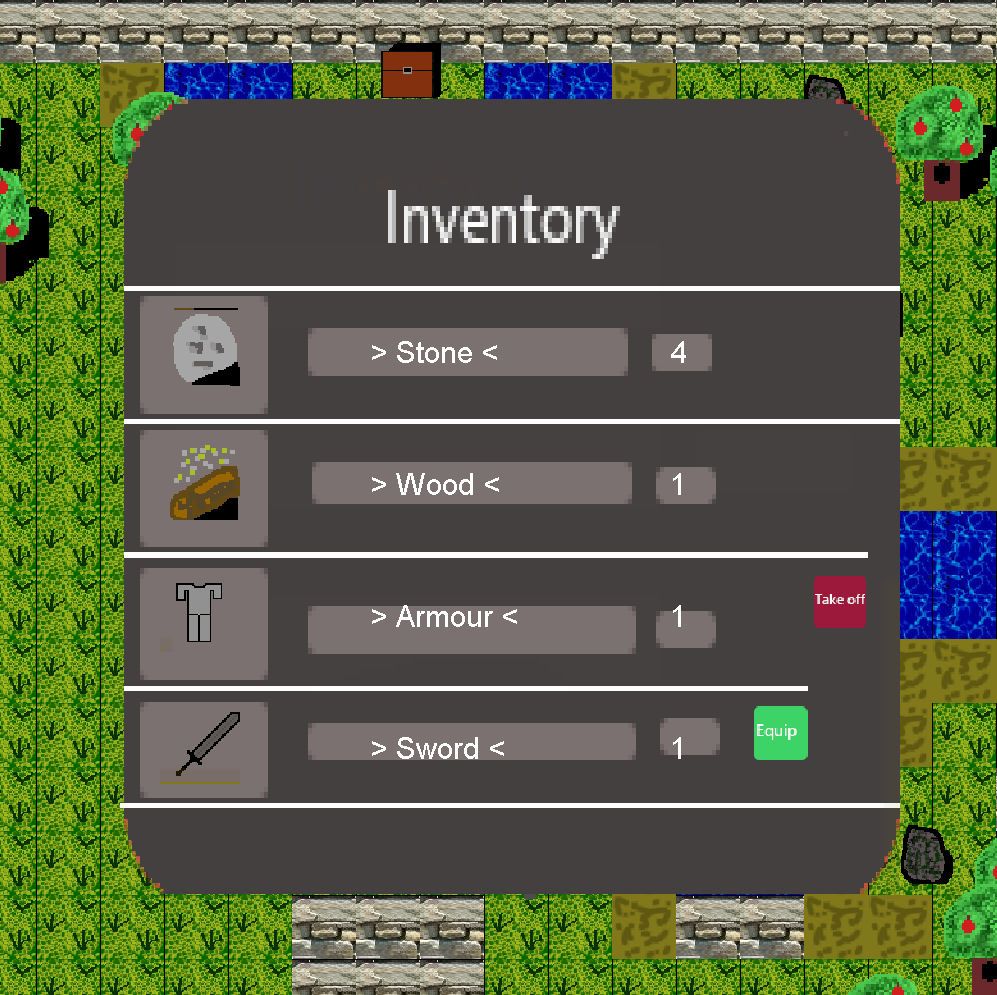 Inventory
> Stone < 4
> Wood < 1
> Armour < 1 Take off
> Sword < 1 Equip